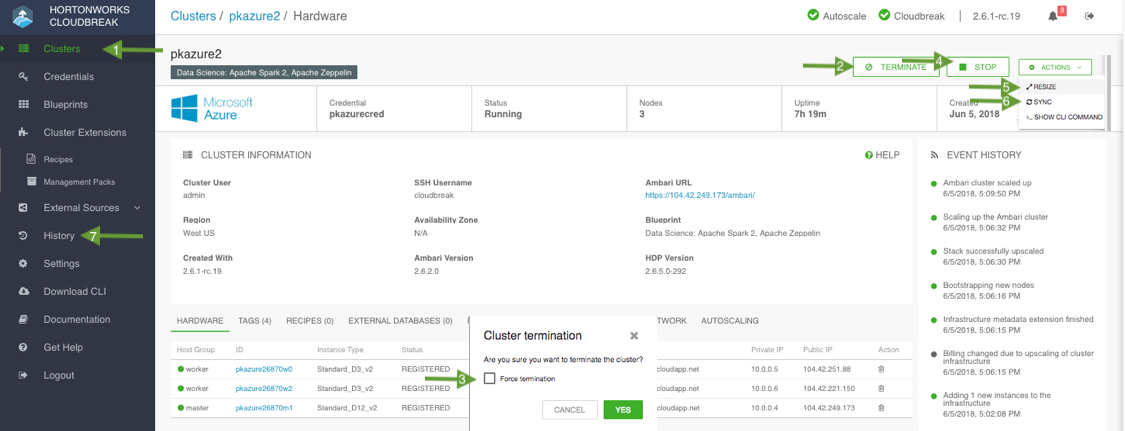 HORTONWORKS
CLOUDBREAK
Clusters / pkazure2 / Hardware
Autoscale
Cloudbreak
2.6.1-rc.19
9
Clusters
1
Credentials
Blueprints
Cluster Extensions
Recipes
Management Packs
External Sources
History
7
Settings
Download CLI
Documentation
Get Help
Logout
pkazure2
Data Science: Apache Spark 2, Apache Zeppelin
2
TERMINATE
4
STOP
ACTIONS
5
RESIZE
6
SYNC
>_ SHOW CLI COMMAND
Microsoft
Azure
Credential
pkazurecred
Status
Running
Nodes
3
Uptime
7h 19m
Created
Jun 5, 2018
CLUSTER INFORMATION
HELP
Cluster User
admin
SSH Username
cloudbreak
Ambari URL
https://104.42.249.173/ambari/
Region
West US
Availability Zone
N/A
Blueprint
Data Science: Apache Spark 2, Apache Zeppelin
Created With
2.6.1-rc.19
Ambari Version
2.6.2.0
HDP Version
2.6.5.0-292
EVENT HISTORY
Ambari cluster scaled up
6/5/2018, 5:09:50 PM
Scaling up the Ambari cluster
6/5/2018, 5:06:32 PM
Stack successfully upscaled
6/5/2018, 5:06:30 PM
Bootstrapping new nodes
6/5/2018, 5:06:16 PM
Infrastructure metadata extension finished
6/5/2018, 5:06:15 PM
Billing changed due to upscaling of cluster
infrastructure
6/5/2018, 5:06:15 PM
Adding 1 new instances to the
infrastructure
6/5/2018, 5:02:08 PM
HARDWARE TAGS (4) RECIPES (0) EXTERNAL DATABASES (0) TWORK AUTOSCALING
Host Group ID Instance Type Status Private IP Public IP Action
worker pkazure26870w0 Standard_D3_v2 REGISTERED cloudapp.net 10.0.0.5 104.42.251.88
worker pkazure26870w2 Standard_D3_v2 REGISTERED cloudapp.net 10.0.0.6 104.42.221.150
master pkazure26870m1 Standard_D12_v2 REGISTERED cloudapp.net 10.0.0.4 104.42.249.173
Cluster termination
Are you sure you want to terminate the cluster?
3
Force termination
CANCEL
YES